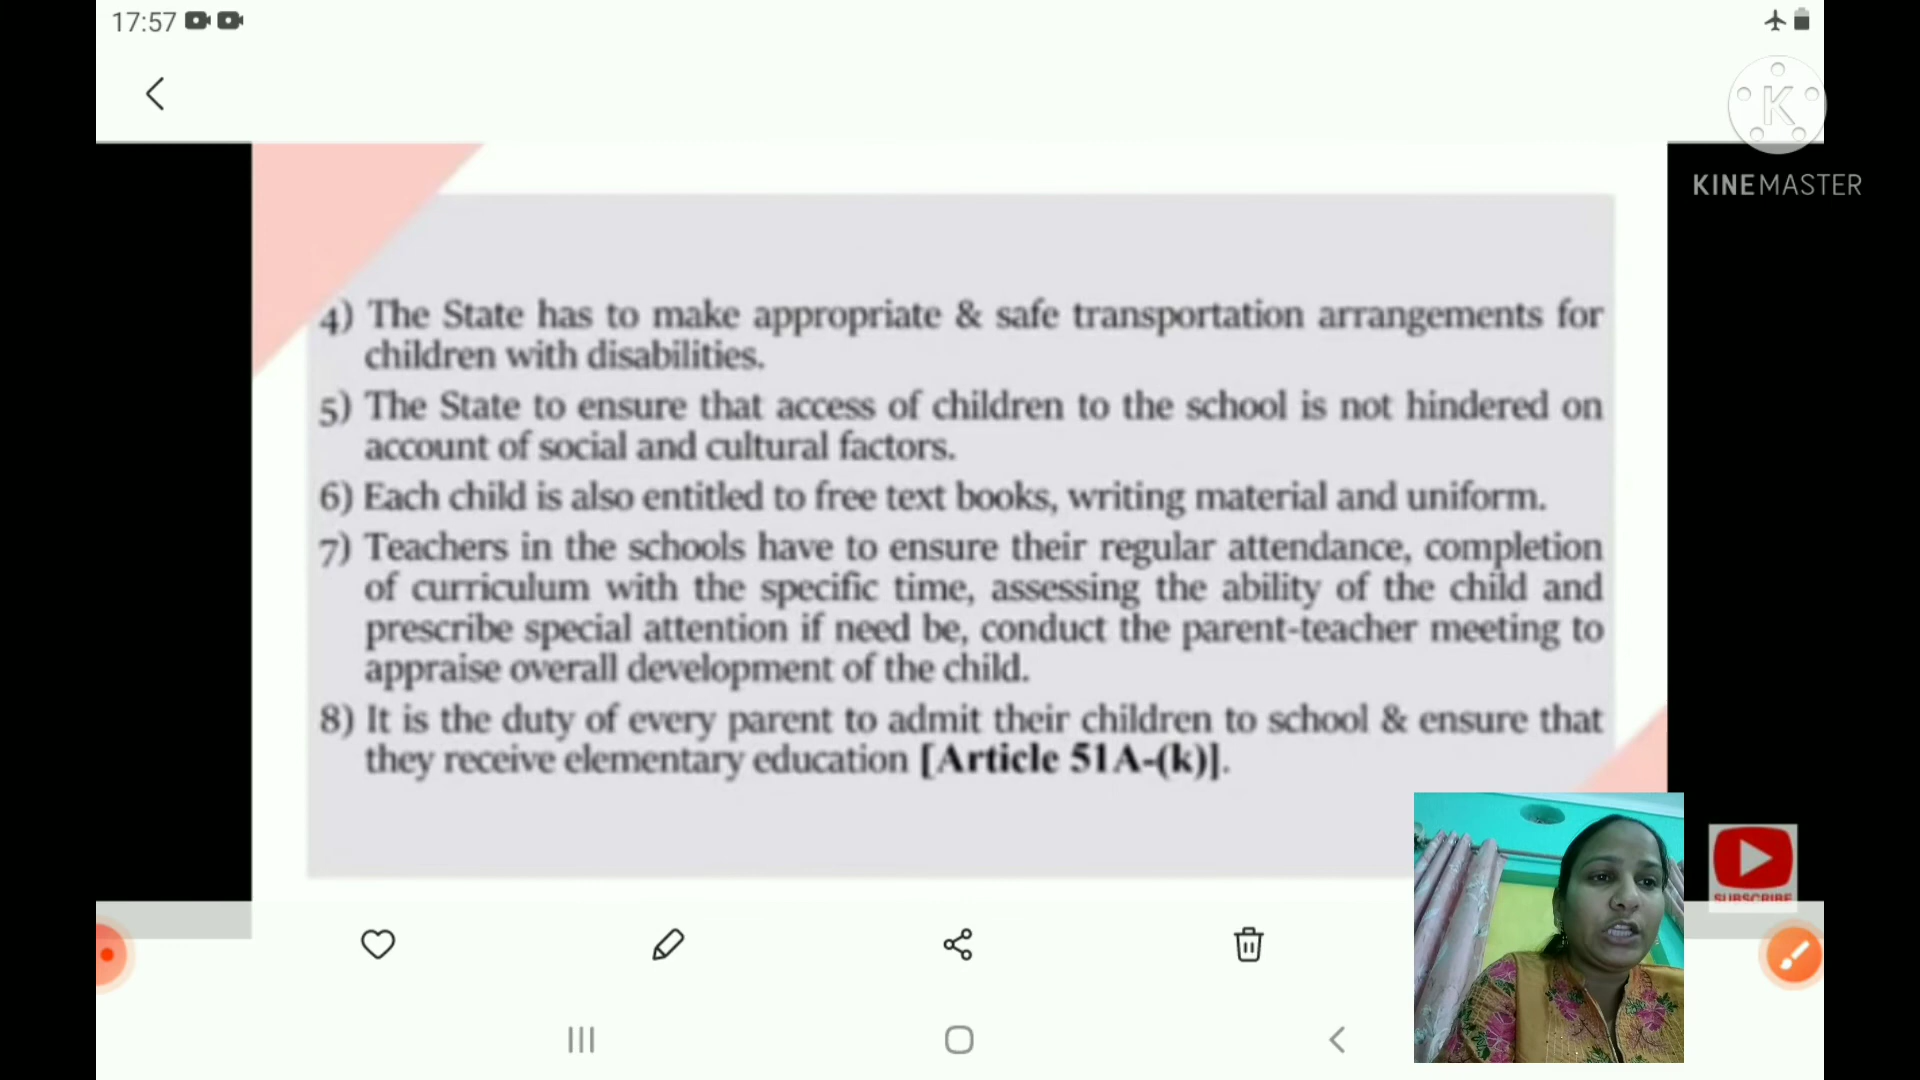 17:57
KINEMASTER
4) The State has to make appropriate & safe transportation arrangements for
children with disabilities.
5) The State to ensure that access of children to the school is not hindered on
account of social and cultural factors.
6) Each child is also entitled to free text books, writing material and uniform.
7) Teachers in the schools have to ensure their regular attendance, completion
of curriculum with the specific time, assessing the ability of the child and
prescribe special attention if need be, conduct the parent-teacher meeting to
appraise overall development of the child.
8) It is the duty of every parent to admit their children to school & ensure that
they receive elementary education [Article 51A-(k)].
SUBSCRIBE